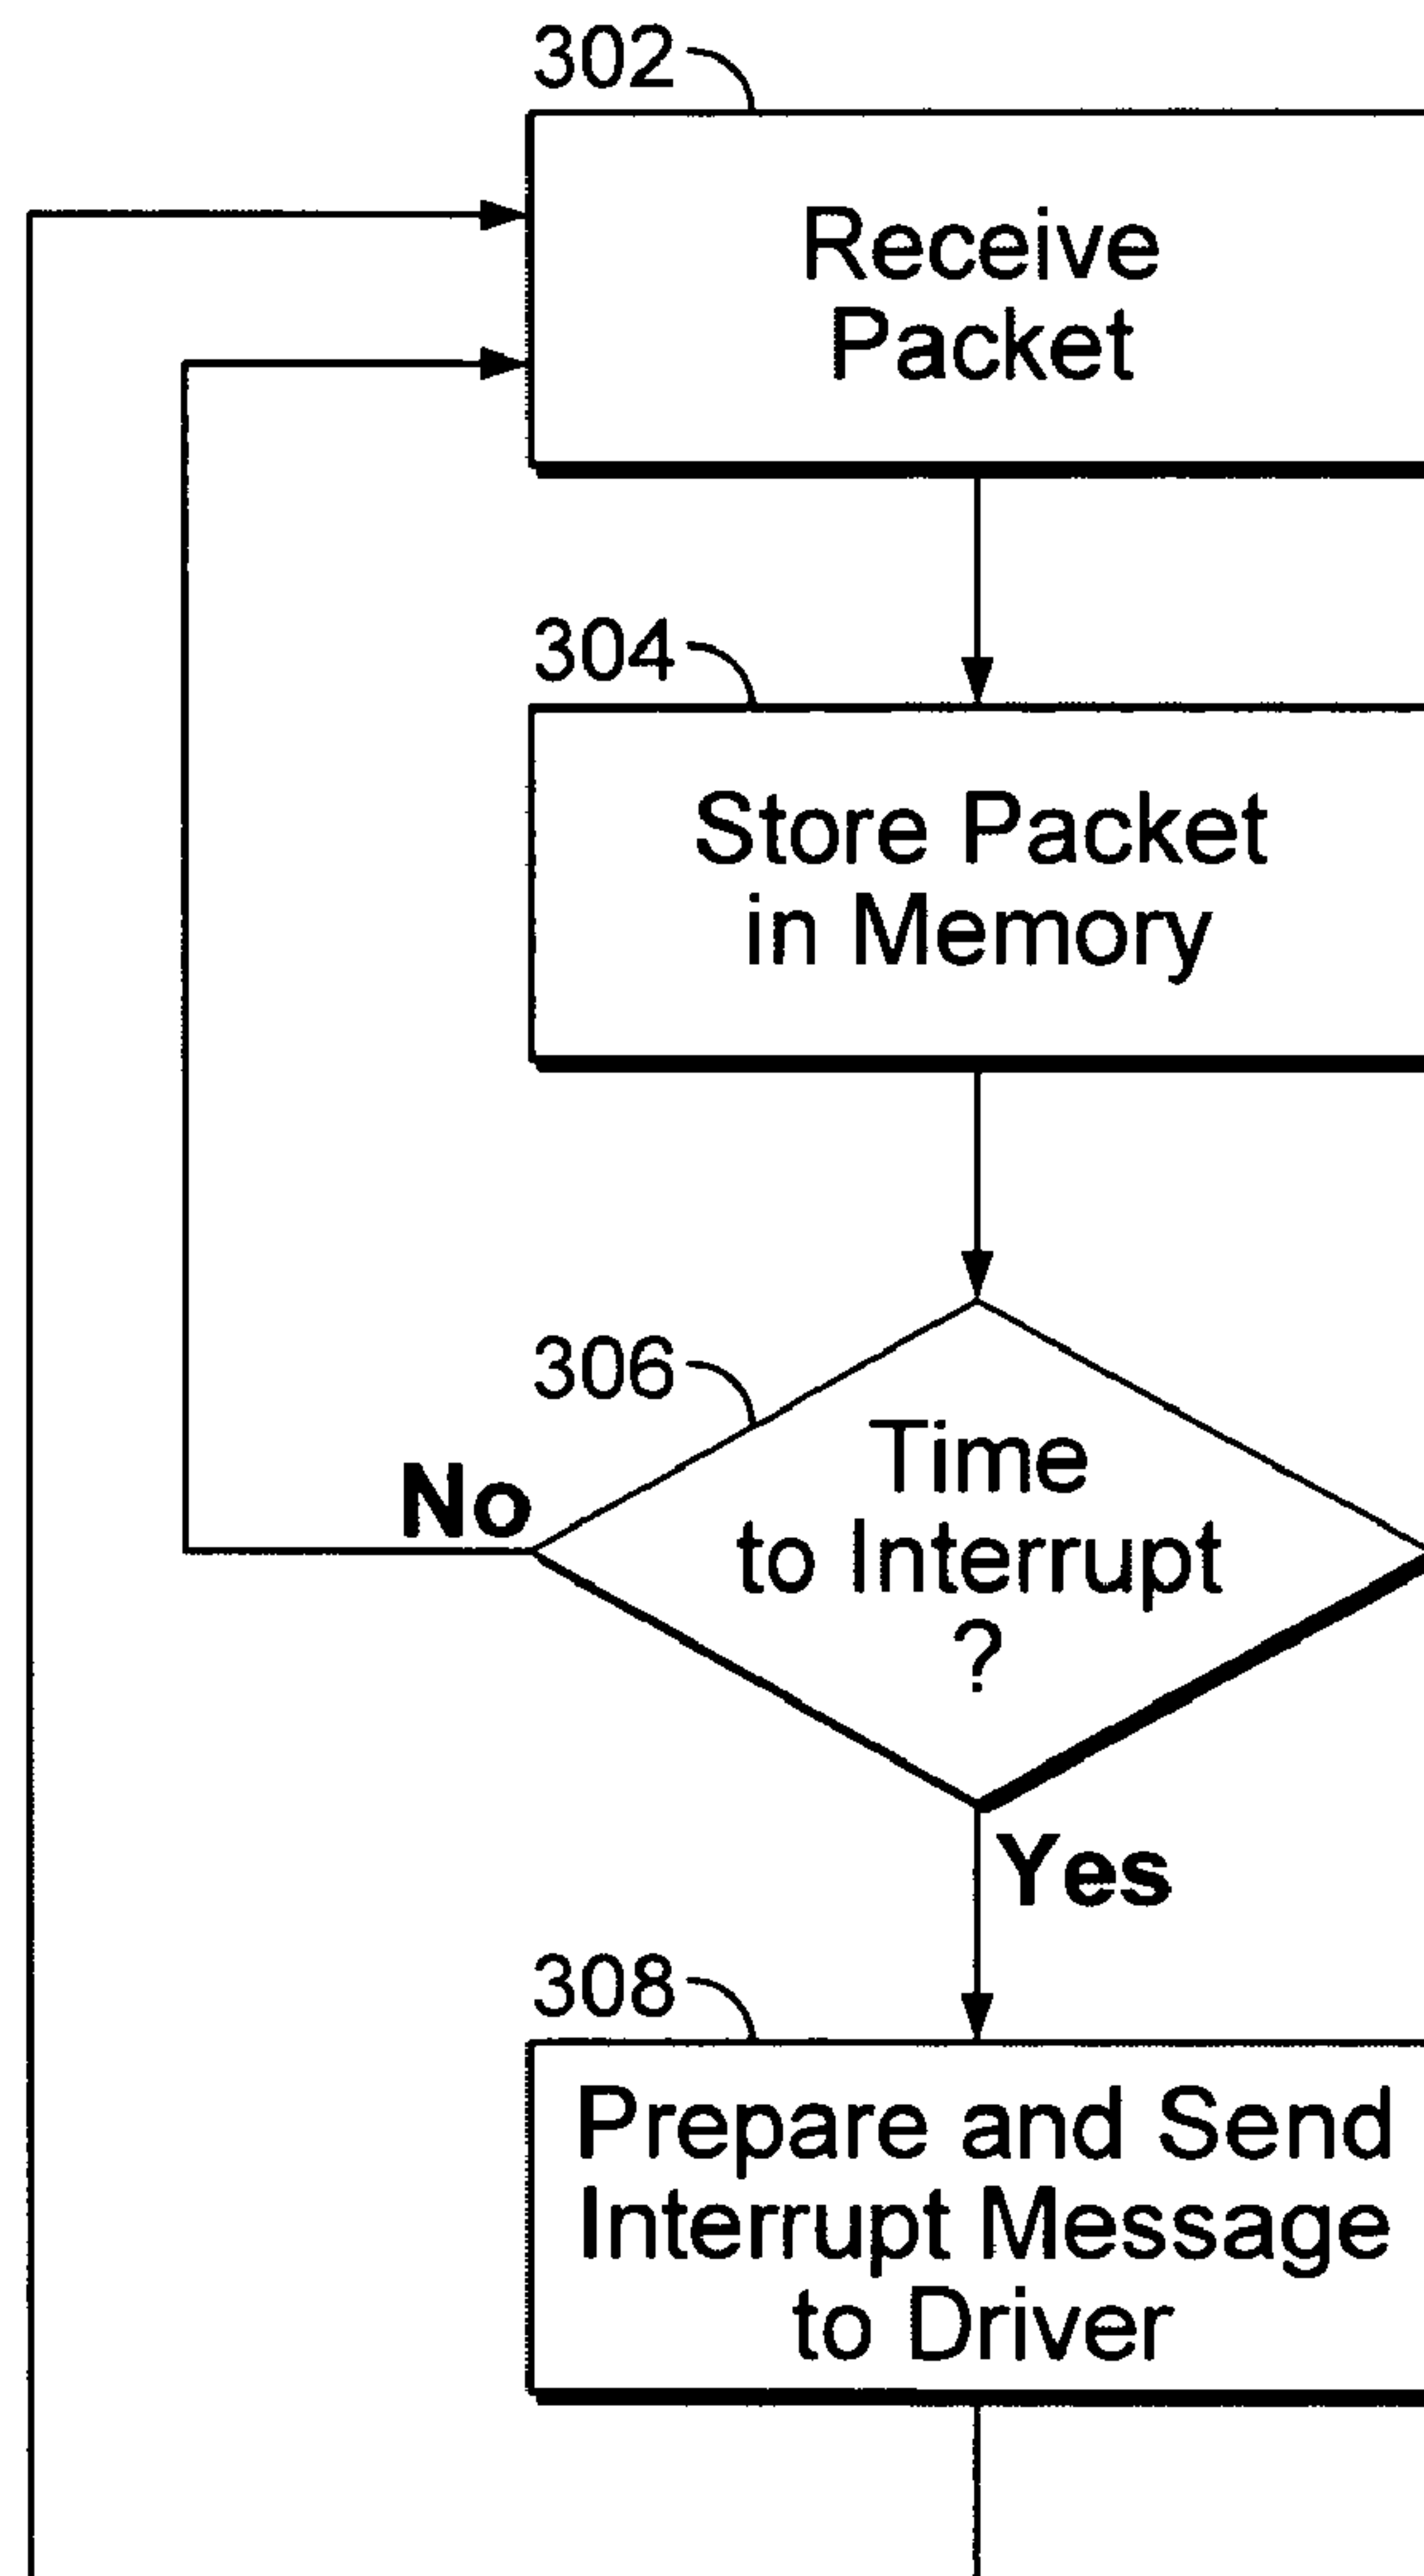 302
Receive
Packet
304
Store Packet
in Memory
306
Time
to Interrupt
?
No
Yes
308
Prepare and Send
Interrupt Message
to Driver